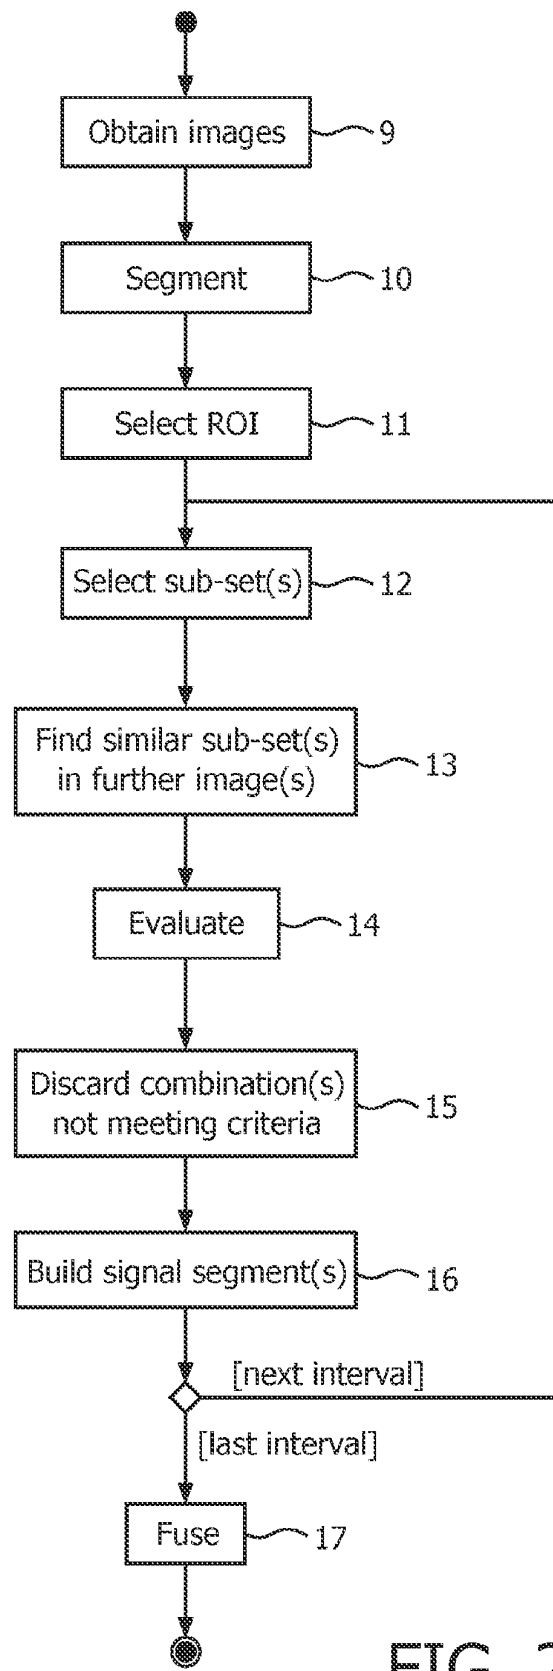 Obtain images 9
Segment 10
Select ROI 11
Select sub-set(s) 12
Find similar sub-set(s)
in further image(s) 13
Evaluate 14
Discard combination(s)
not meeting criteria 15
Build signal segment(s) 16
[next interval]
[last interval]
Fuse 17
FIG.